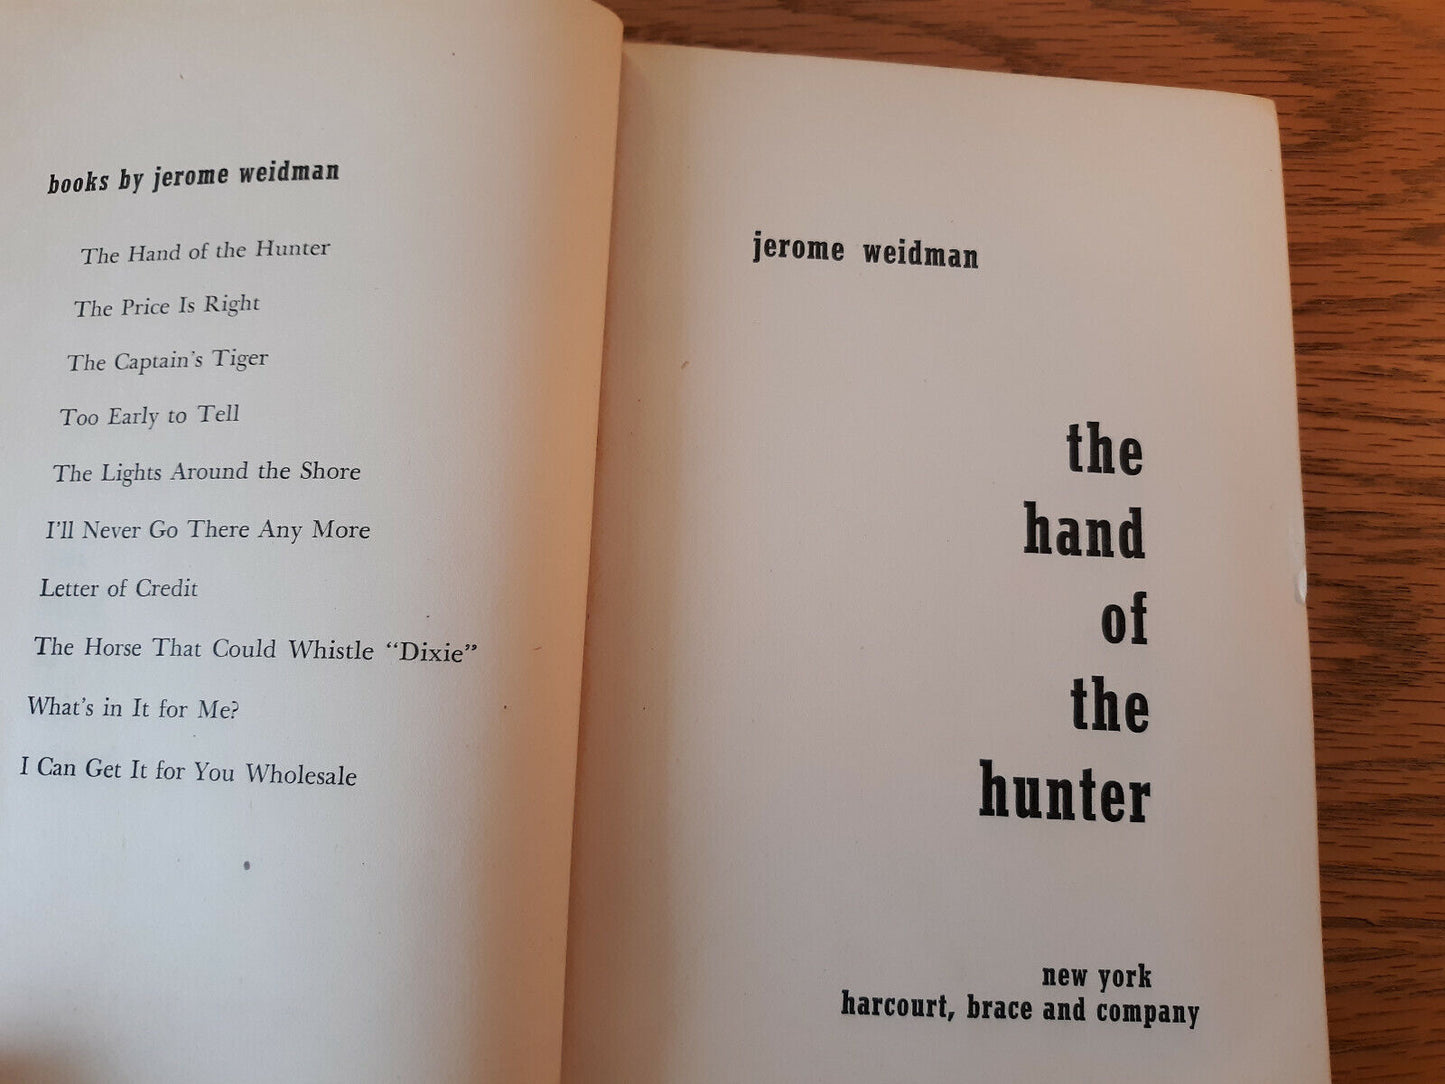 books by jerome weidman
The Hand of the Hunter
The Price Is Right
The Captain's Tiger
Too Early to Tell
The Lights Around the Shore
I'll Never Go There Any More
Letter of Credit
The Horse That Could Whistle “Dixie”
What's in It for Me?
I Can Get It for You Wholesale
jerome weidman
the
hand
of
the
hunter
new york
harcourt, brace and company